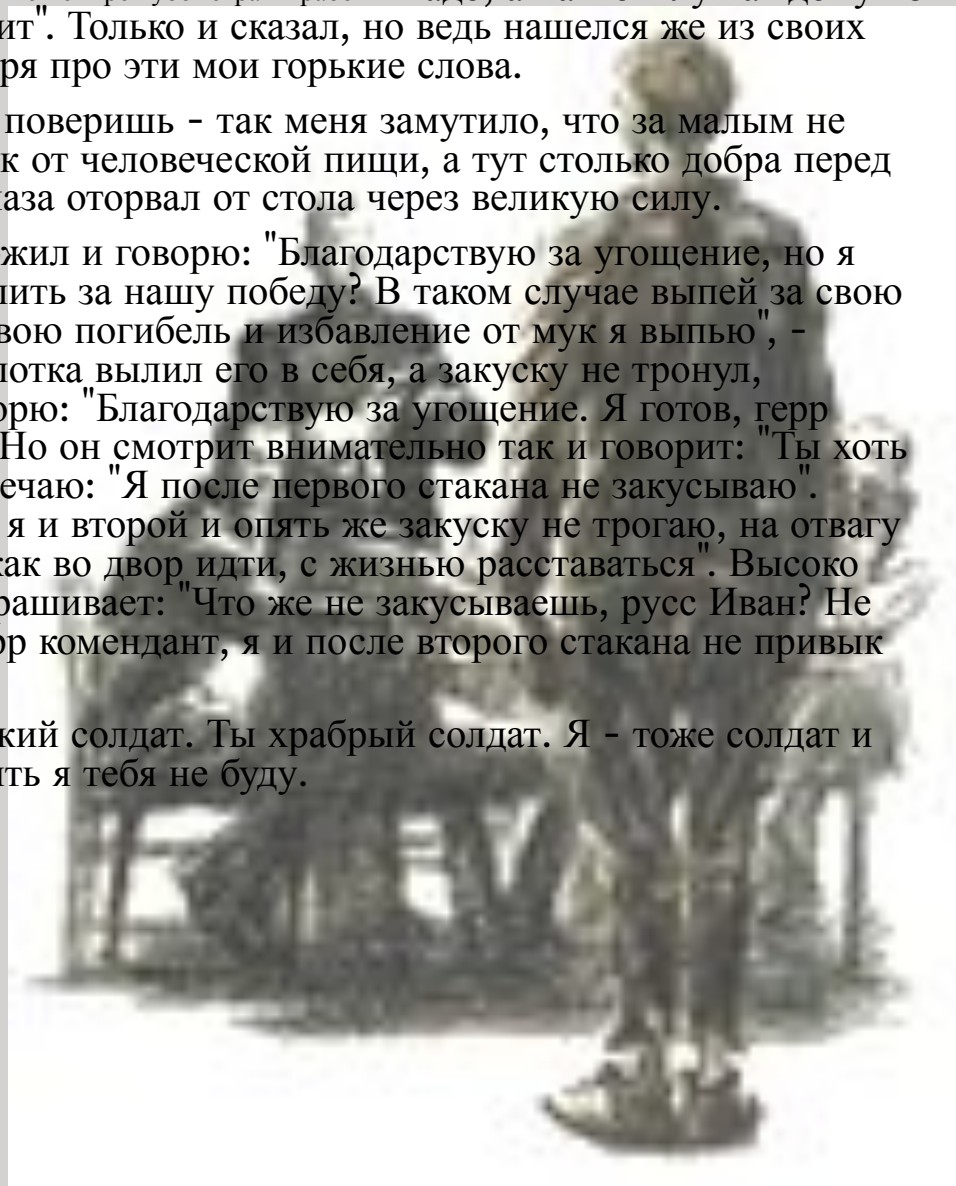 ит". Только и сказал, но ведь нашелся же из своих
ря про эти мои горькие слова.
поверишь - так меня замутило, что за малым не
к от человеческой пищи, а тут столько добра перед
лаза оторвал от стола через великую силу.
жил и говорю: "Благодарствую за угощение, но я
пить за нашу победу? В таком случае выпей за свою
вою погибель и избавление от мук я выпью", -
лотка вылил его в себя, а закуску не тронул,
орю: "Благодарствую за угощение. Я готов, герр
Но он смотрит внимательно так и говорит: "Ты хоть
ечаю: "Я после первого стакана не закусываю".
я и второй и опять же закуску не трогаю, на отвагу
как во двор идти, с жизнью расставаться". Высоко
рашивает: "Что же не закусываешь, русс Иван? Не
рр комендант, я и после второго стакана не привык
кий солдат. Ты храбрый солдат. Я - тоже солдат и
ть я тебя не буду.